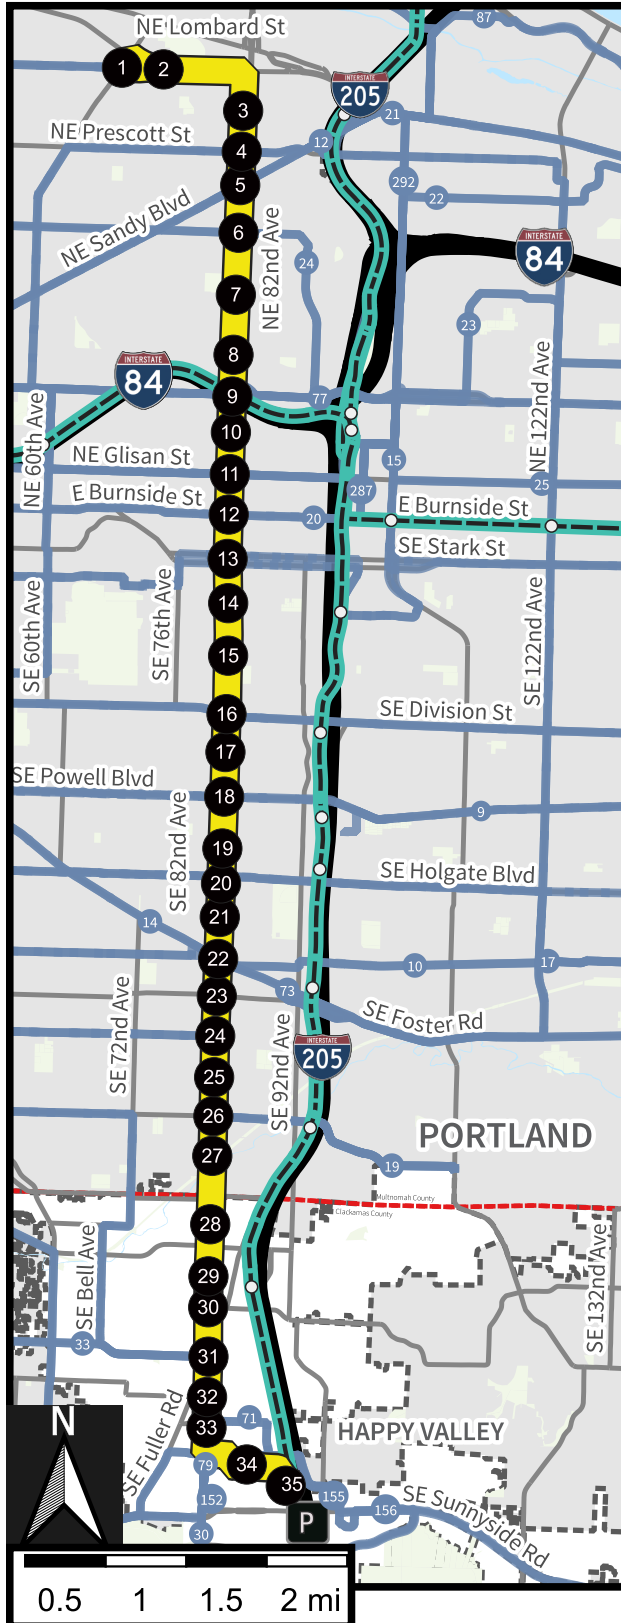 NE Lombard St
87
1
2
INTERSTATE
205
3
21
NE Prescott St
12
4
292
5
22
NE Sandy Blvd
6
NE 82nd Ave
24
INTERSTATE
84
7
23
8
INTERSTATE
84
NE 122nd Ave
9
77
NE 60th Ave
10
NE Glisan St
15
11
25
E Burnside St
287
12
20
E Burnside St
SE Stark St
13
SE 60th Ave
SE 76th Ave
14
SE 122nd Ave
15
16
SE Division St
17
SE Powell Blvd
18
9
SE 82nd Ave
19
SE Holgate Blvd
20
21
14
22
10
17
73
23
SE Foster Rd
SE 72nd Ave
24
SE 92nd Ave
INTERSTATE
205
25
26
PORTLAND
27
19
Multnomah County
Clackamas County
28
SE Bell Ave
SE 132nd Ave
29
30
33
31
32
SE Fuller Rd
71
33
HAPPY VALLEY
N
79
34
35
152
155
SE Sunnyside Rd
156
P
30
0.5 1 1.5 2 mi